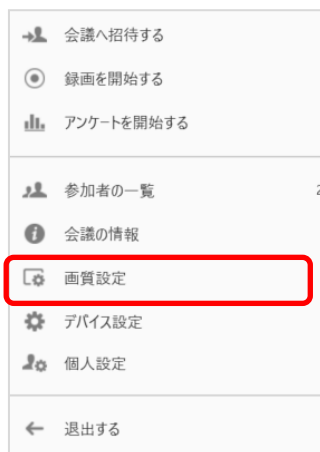 会議へ招待する
録画を開始する
アンケートを開始する
参加者の一覧 2
会議の情報
画質設定
デバイス設定
個人設定
退出する